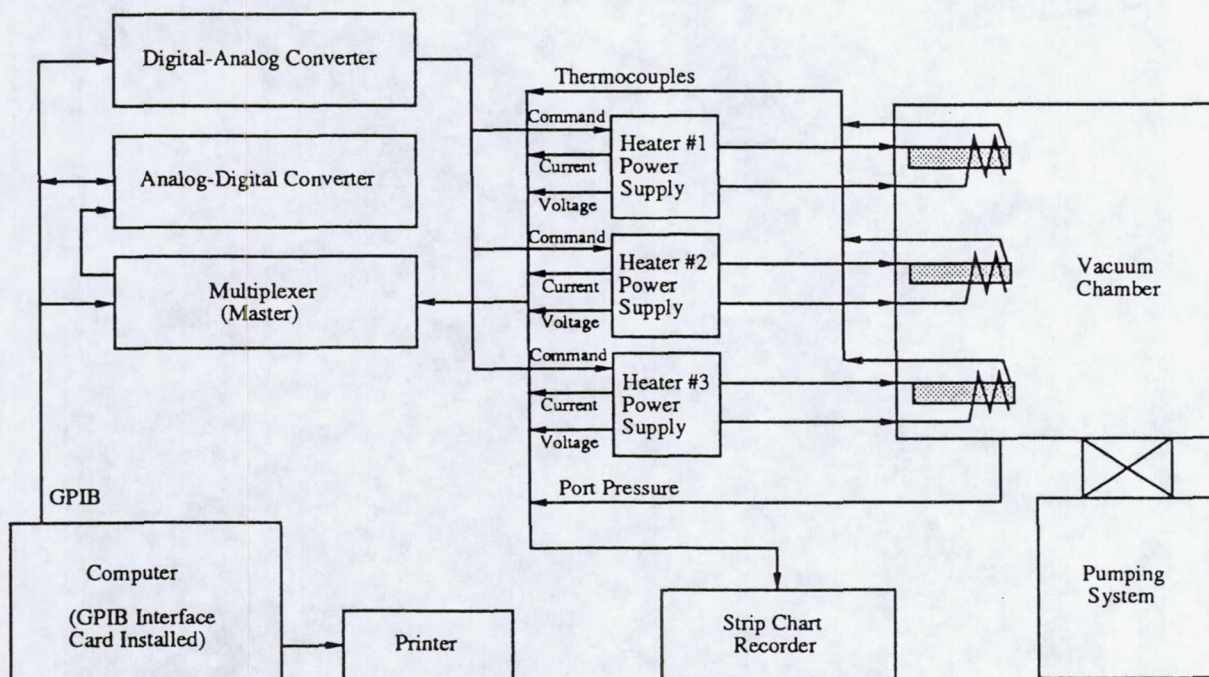 Digital-Analog Converter
Analog-Digital Converter
Multiplexer
(Master)
GPIB
Computer
(GPIB Interface
Card Installed)
Printer
Thermocouples
Command
Current
Voltage
Heater #1
Power
Supply
Command
Current
Voltage
Heater #2
Power
Supply
Command
Current
Voltage
Heater #3
Power
Supply
Port Pressure
Strip Chart
Recorder
Vacuum
Chamber
Pumping
System